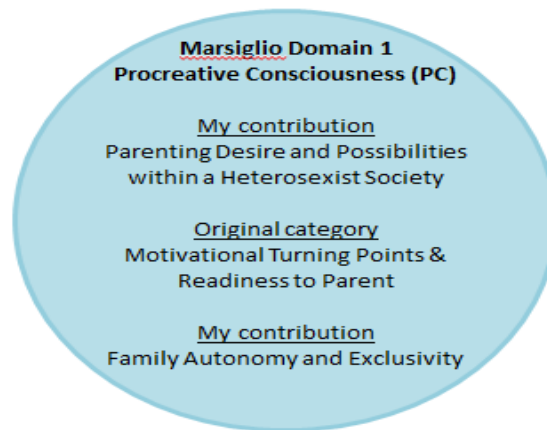 Marsiglio Domain 1
Procreative Consciousness (PC)
My contribution
Parenting Desire and Possibilities
within a Heterosexist Society
Original category
Motivational Turning Points &
Readiness to Parent
My contribution
Family Autonomy and Exclusivity